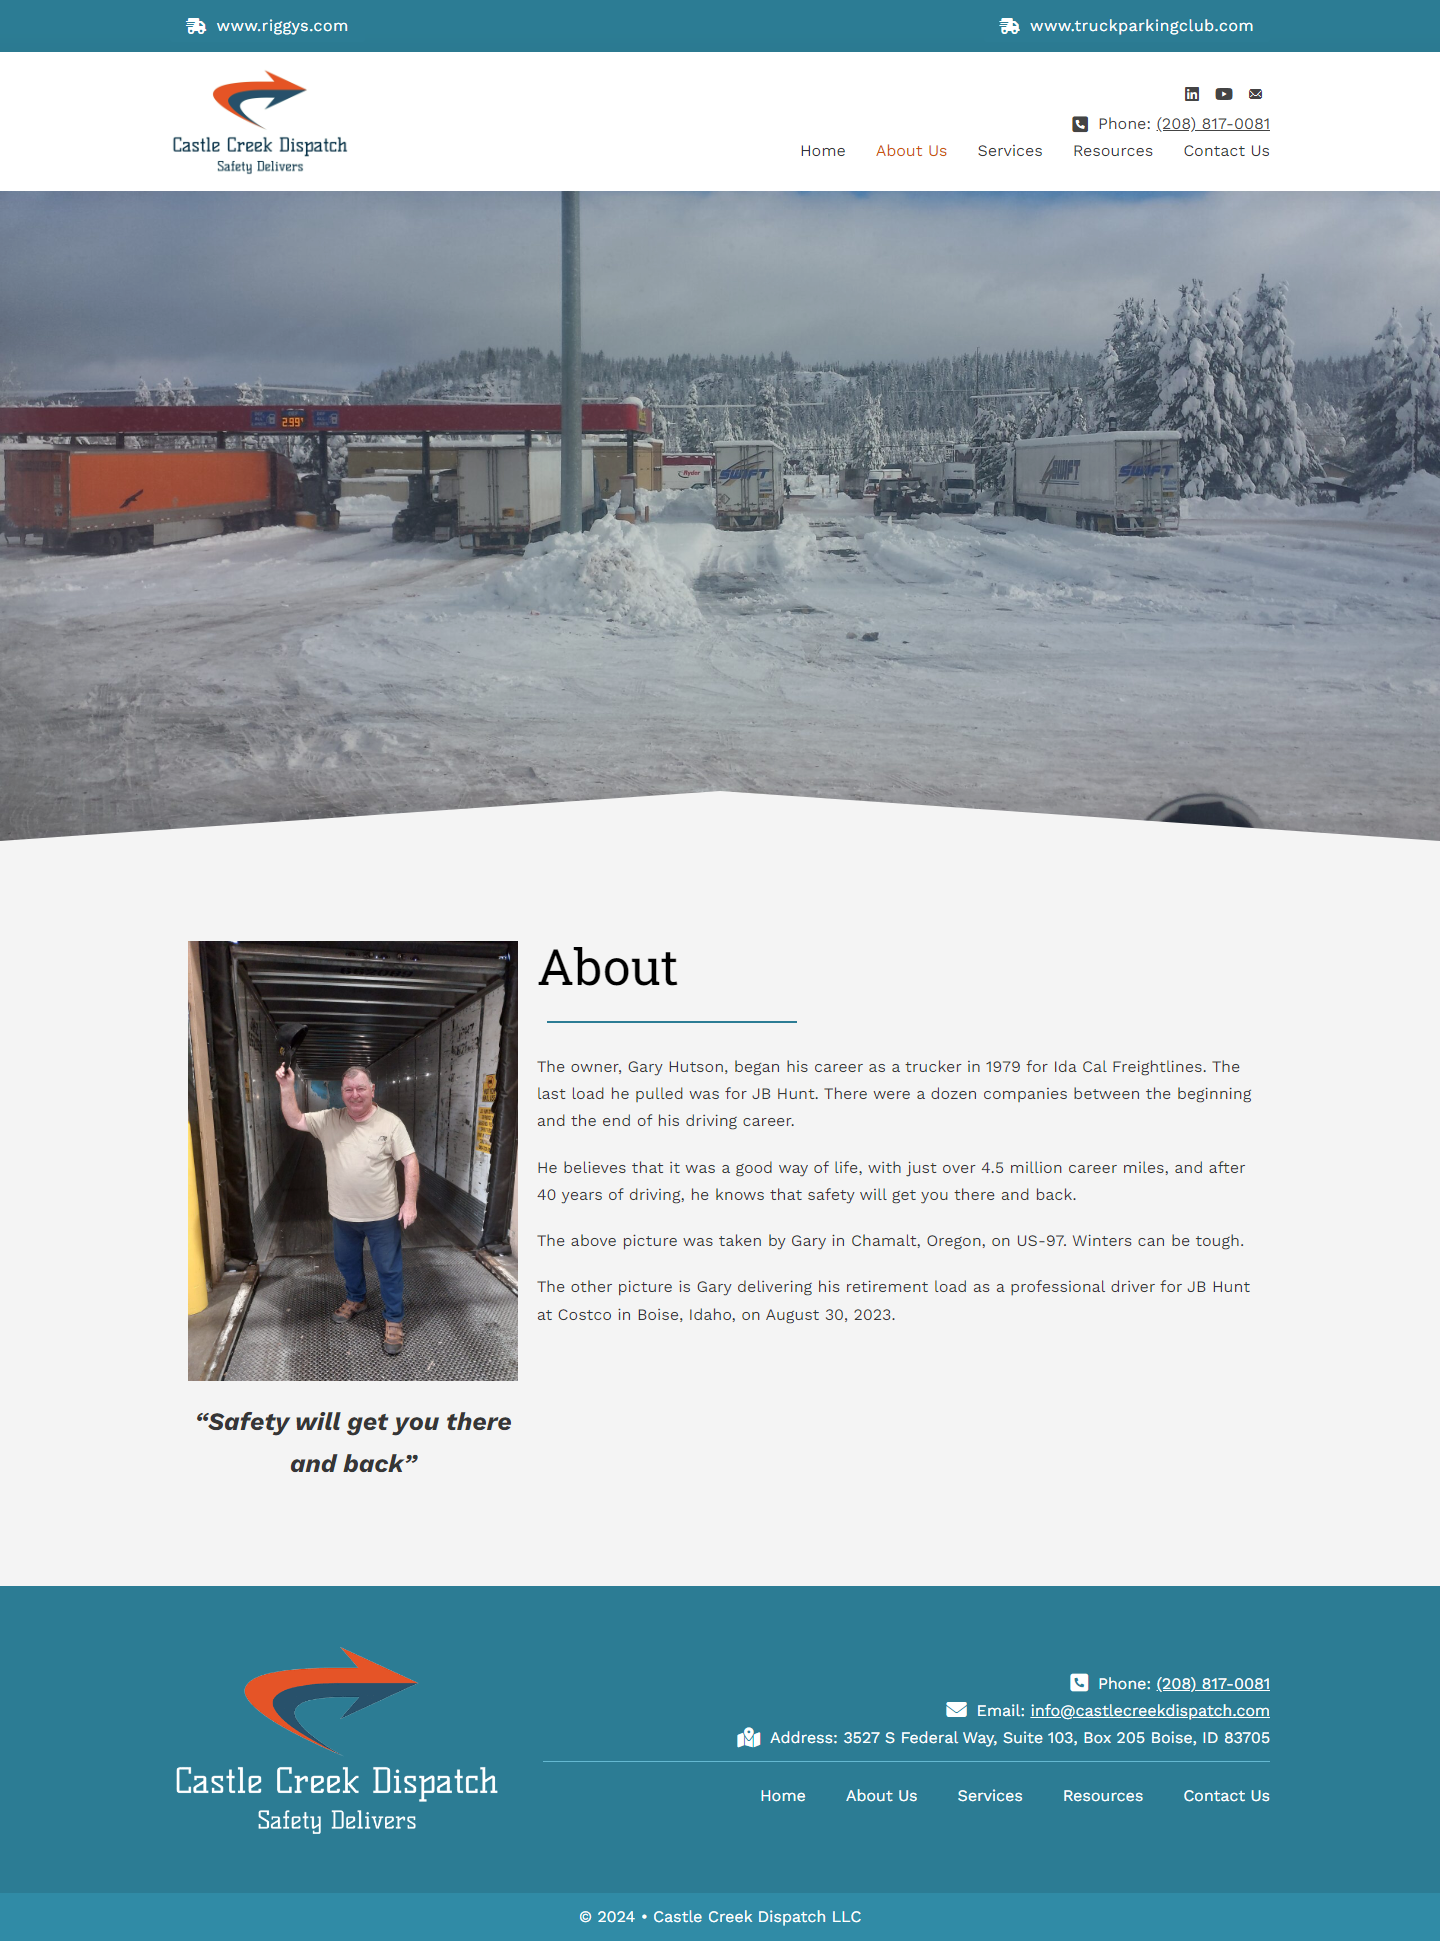 www.riggys.com
www.truckparkingclub.com
Castle Creek Dispatch
Safety Delivers
Phone: (208) 817-0081
Home About Us Services Resources Contact Us
2.99
Ryder
SWIFT
SWIFT
SWIFT
About
The owner, Gary Hutson, began his career as a trucker in 1979 for Ida Cal Freightlines. The
last load he pulled was for JB Hunt. There were a dozen companies between the beginning
and the end of his driving career.
He believes that it was a good way of life, with just over 4.5 million career miles, and after
40 years of driving, he knows that safety will get you there and back.
The above picture was taken by Gary in Chamalt, Oregon, on US-97. Winters can be tough.
The other picture is Gary delivering his retirement load as a professional driver for JB Hunt
at Costco in Boise, Idaho, on August 30, 2023.
“Safety will get you there
and back”
Castle Creek Dispatch
Safety Delivers
Phone: (208) 817-0081
Email: info@castlecreekdispatch.com
Address: 3527 S Federal Way, Suite 103, Box 205 Boise, ID 83705
Home About Us Services Resources Contact Us
© 2024 • Castle Creek Dispatch LLC